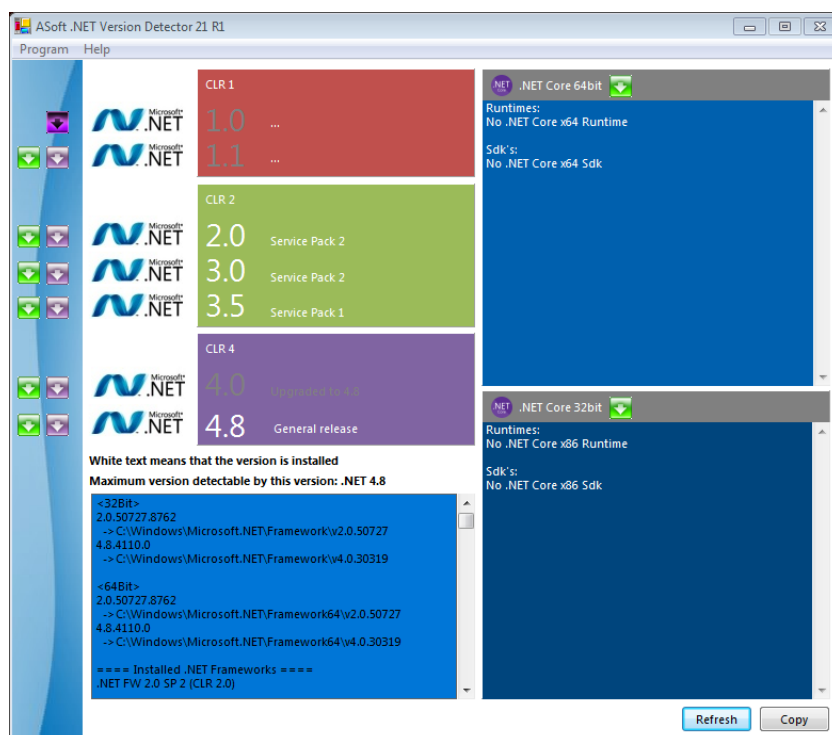 ASoft .NET Version Detector 21 R1
Program Help
CLR 1
Microsoft .NET 1.0 ...
Microsoft .NET 1.1 ...
CLR 2
Microsoft .NET 2.0 Service Pack 2
Microsoft .NET 3.0 Service Pack 2
Microsoft .NET 3.5 Service Pack 1
CLR 4
Microsoft .NET 4.0 Upgraded to 4.8
Microsoft .NET 4.8 General release
White text means that the version is installed
Maximum version detectable by this version: .NET 4.8
<32Bit>
2.0.50727.8762
-> C:\Windows\Microsoft.NET\Framework\v2.0.50727
4.8.4110.0
-> C:\Windows\Microsoft.NET\Framework\v4.0.30319
<64Bit>
2.0.50727.8762
-> C:\Windows\Microsoft.NET\Framework64\v2.0.50727
4.8.4110.0
-> C:\Windows\Microsoft.NET\Framework64\v4.0.30319
==== Installed .NET Frameworks ====
.NET FW 2.0 SP 2 (CLR 2.0)
.NET .NET Core 64bit
Runtimes:
No .NET Core x64 Runtime
Sdk's:
No .NET Core x64 Sdk
.NET .NET Core 32bit
Runtimes:
No .NET Core x86 Runtime
Sdk's:
No .NET Core x86 Sdk
Refresh Copy